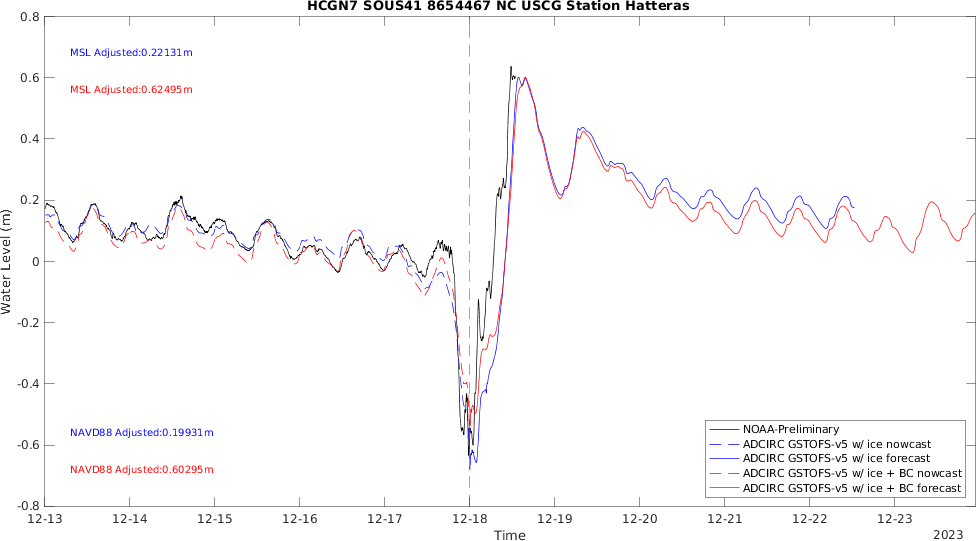 HCGN7 SOUS41 8654467 NC USCG Station Hatteras
0.8
0.6
0.4
0.2
0
-0.2
-0.4
-0.6
-0.8
Water Level (m)
MSL Adjusted:0.22131m
MSL Adjusted:0.62495m
NAVD88 Adjusted:0.19931m
NAVD88 Adjusted:0.60295m
NOAA-Preliminary
ADCIRC GSTOFS-v5 w/ ice nowcast
ADCIRC GSTOFS-v5 w/ ice forecast
ADCIRC GSTOFS-v5 w/ ice + BC nowcast
ADCIRC GSTOFS-v5 w/ ice + BC forecast
12-13 12-14 12-15 12-16 12-17 12-18 12-19 12-20 12-21 12-22 12-23
Time
2023